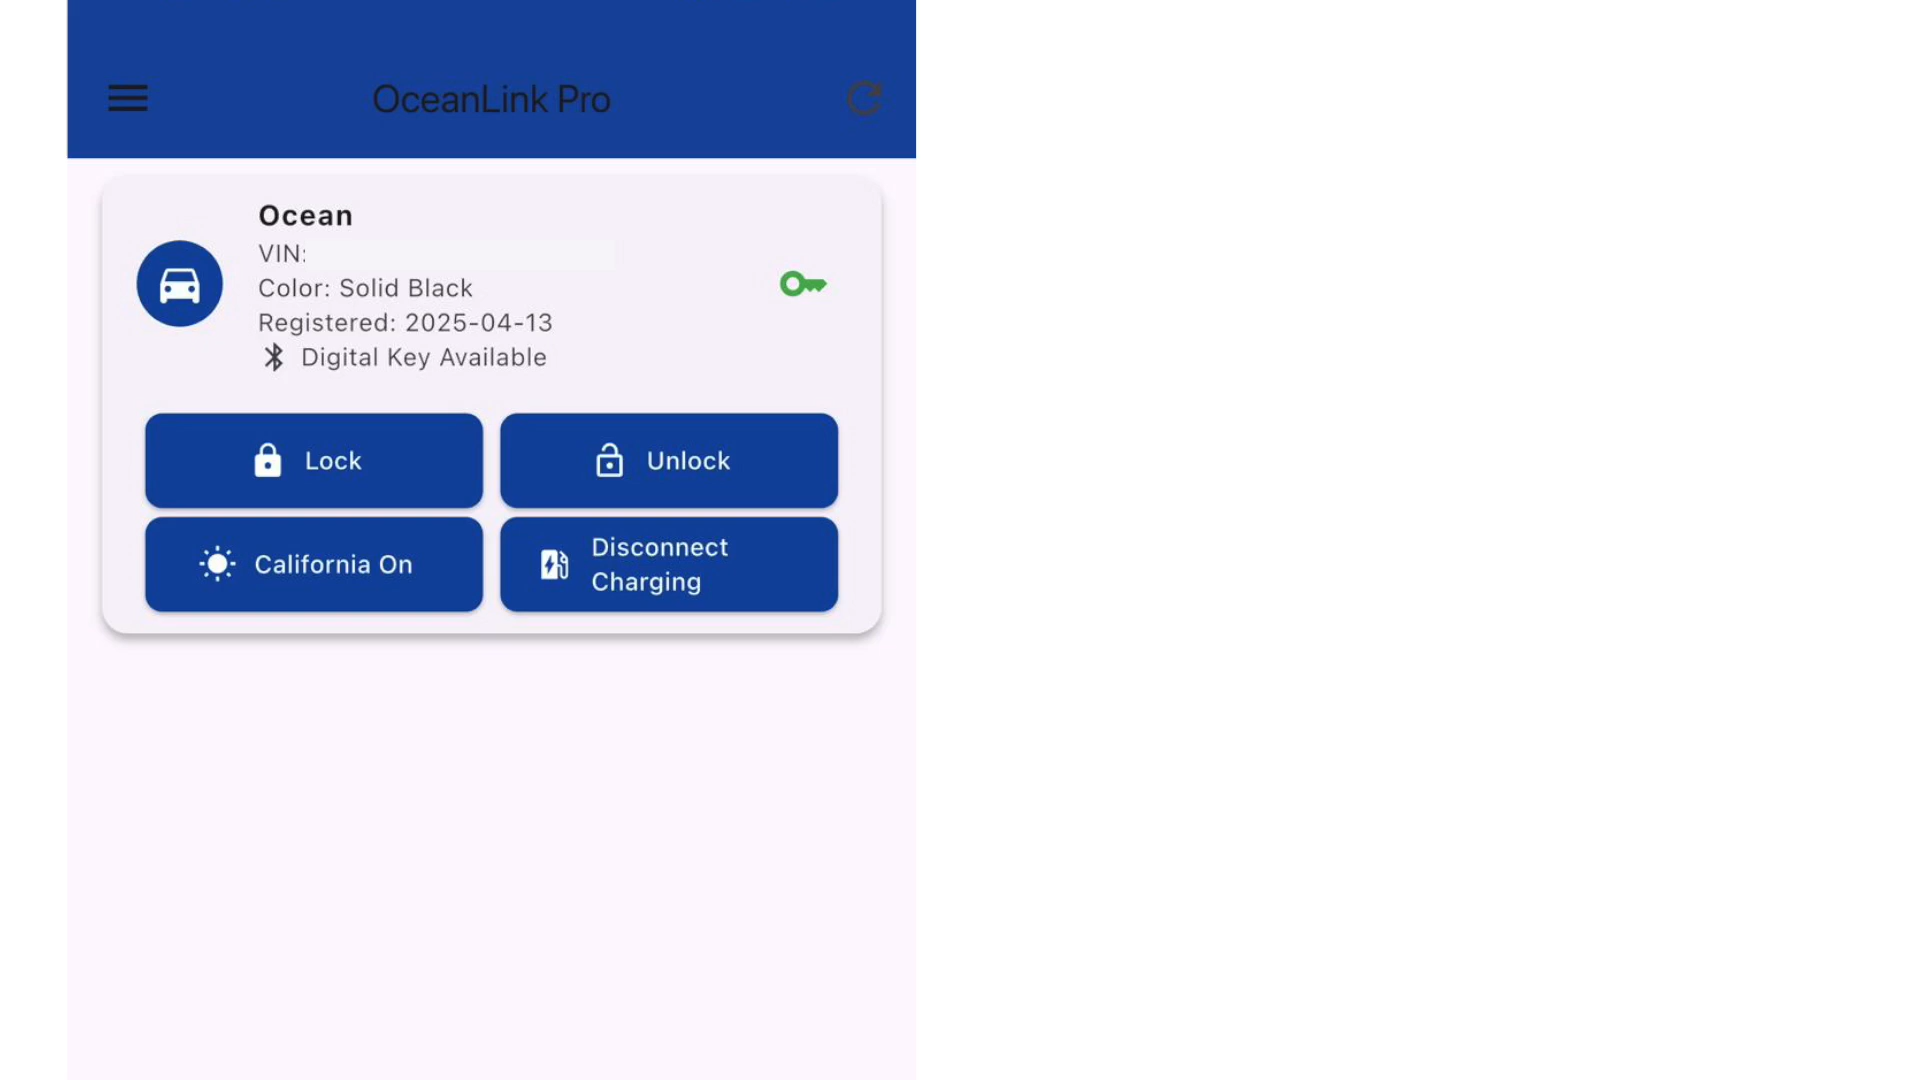 OceanLink Pro
Ocean
VIN:
Color: Solid Black
Registered: 2025-04-13
Digital Key Available
Lock
Unlock
California On
Disconnect
Charging